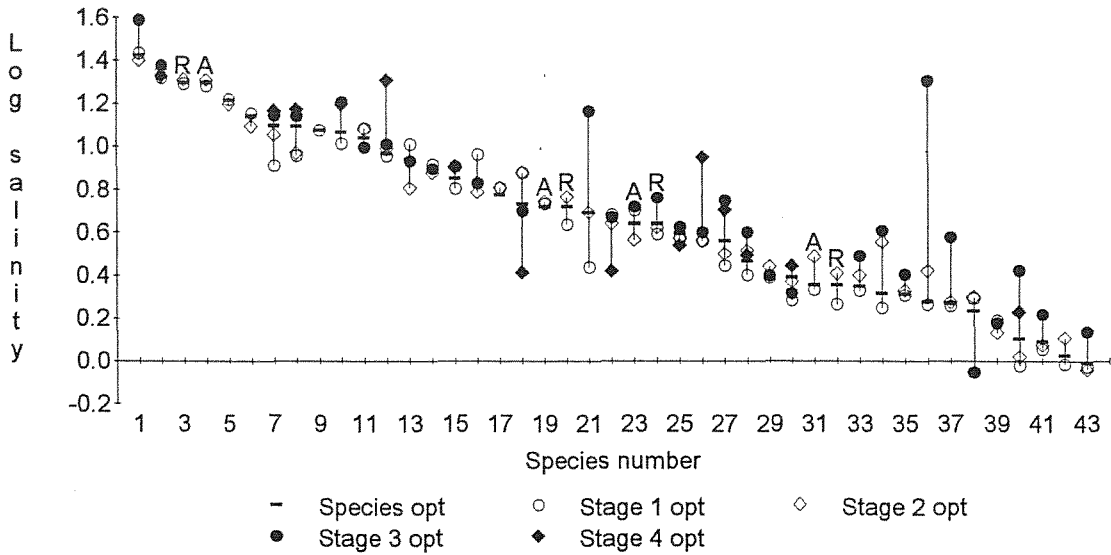 Log salinity
1.6
1.4
1.2
1.0
0.8
0.6
0.4
0.2
0.0
-0.2
R A
A R
A R
A R
1 3 5 7 9 11 13 15 17 19 21 23 25 27 29 31 33 35 37 39 41 43
Species number
Species opt Stage 1 opt Stage 2 opt
Stage 3 opt Stage 4 opt